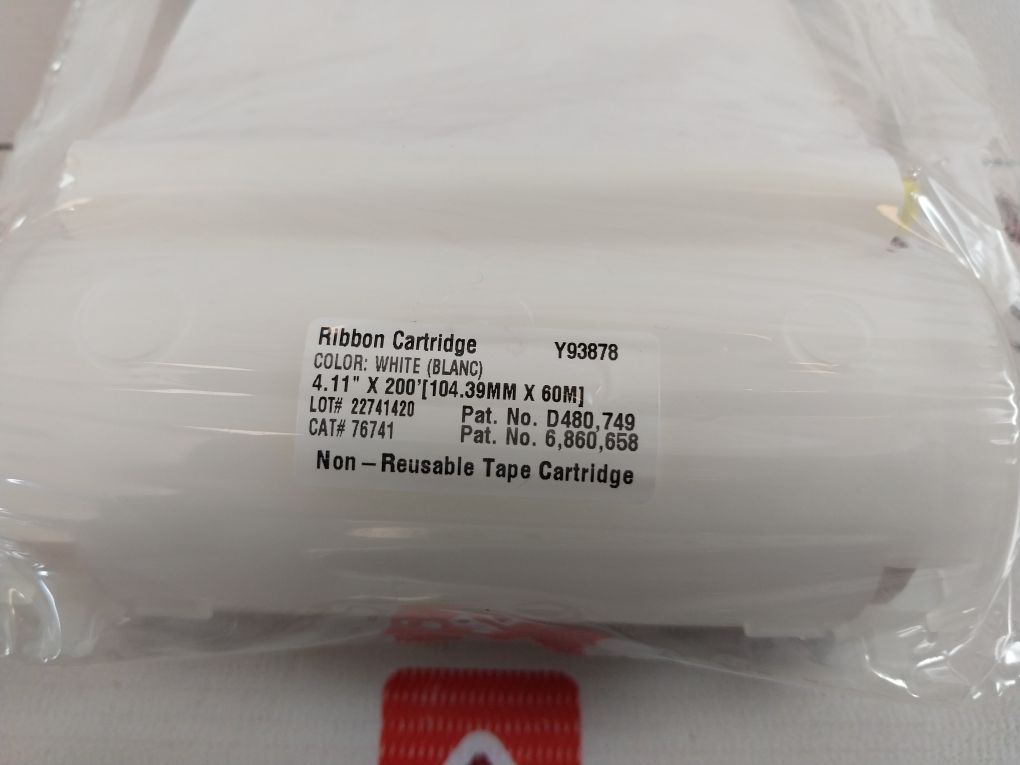 Ribbon Cartridge Y93878
COLOR: WHITE (BLANC)
4.11" X 200'[104.39MM X 60M]
LOT# 22741420 Pat. No. D480,749
CAT# 76741 Pat. No. 6,860,658
Non – Reusable Tape Cartridge